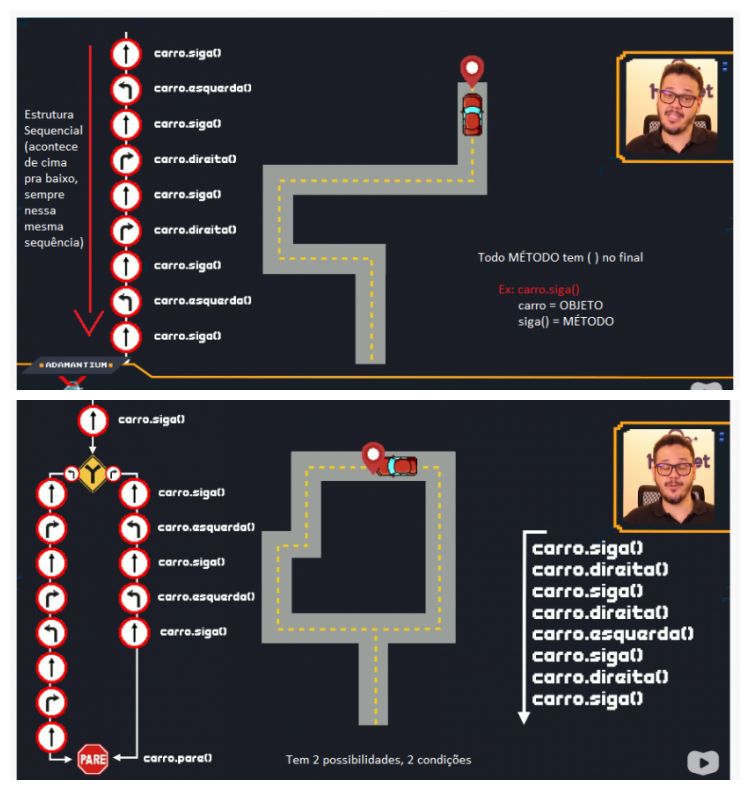 carro.siga()
carro.esquerda()
carro.siga()
carro.direita()
carro.siga()
carro.direita()
carro.siga()
carro.esquerda()
carro.siga()
Estrutura
Sequencial
(acontece
de cima
pra baixo,
sempre
nessa
mesma
sequência)
Todo MÉTODO tem ( ) no final
Ex: carro.siga()
carro = OBJETO
siga() = MÉTODO
ADAMANTIUM
carro.siga()
carro.siga()
carro.esquerda()
carro.siga()
carro.esquerda()
carro.siga()
PARE
carro.pare()
Tem 2 possibilidades, 2 condições
carro.siga()
carro.direita()
carro.siga()
carro.direita()
carro.esquerda()
carro.siga()
carro.direita()
carro.siga()